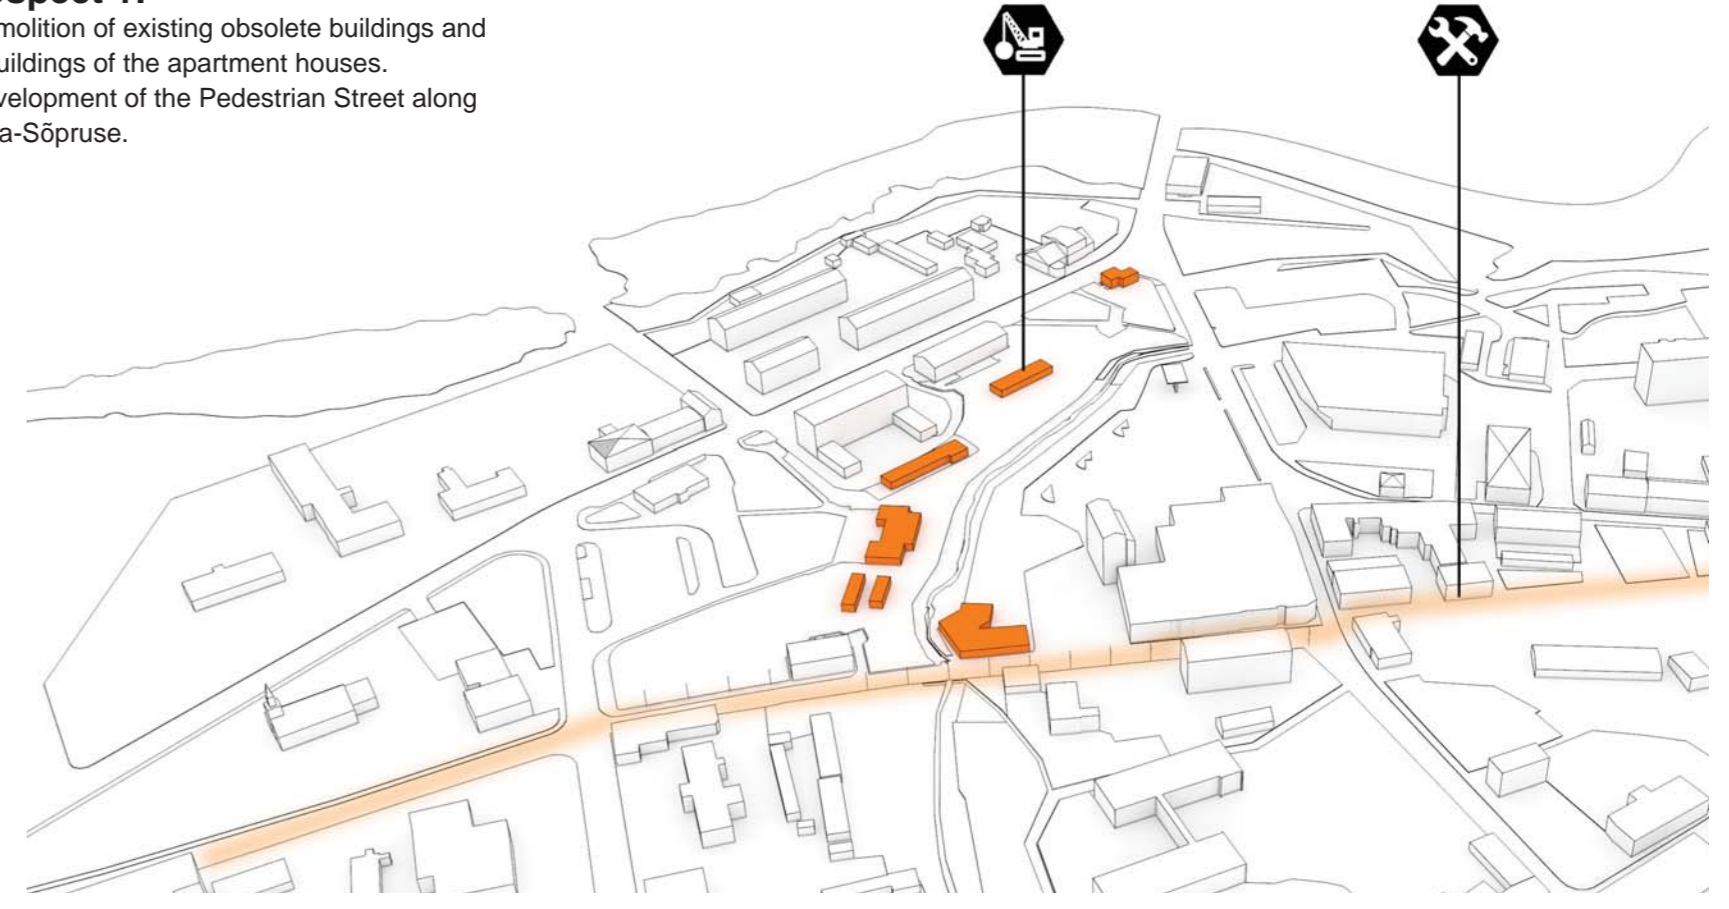 molition of existing obsolete buildings and
uildings of the apartment houses.
velopment of the Pedestrian Street along
a-Sõpruse.